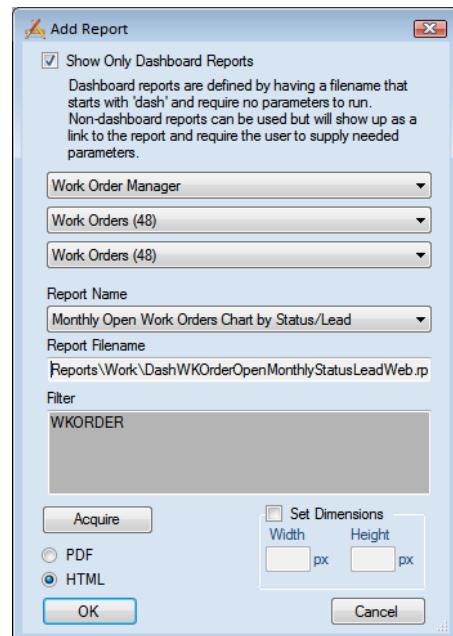 Add Report
Show Only Dashboard Reports
Dashboard reports are defined by having a filename that
starts with 'dash' and require no parameters to run.
Non-dashboard reports can be used but will show up as a
link to the report and require the user to supply needed
parameters.
Work Order Manager
Work Orders (48)
Work Orders (48)
Report Name
Monthly Open Work Orders Chart by Status/Lead
Report Filename
Reports\Work\DashWKOrderOpenMonthlyStatusLeadWeb.rp
Filter
WKORDER
Acquire
Set Dimensions
Width Height
px px
PDF
HTML
OK Cancel